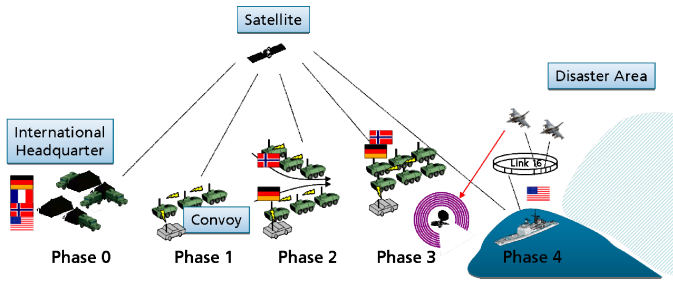 Satellite
Disaster Area
International
Headquarter
Link 16
Convoy
Phase 0
Phase 1
Phase 2
Phase 3
Phase 4